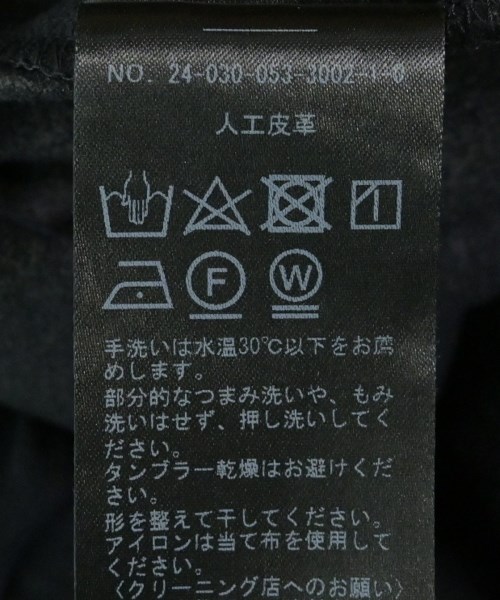 NO. 24-030-053-3002-1-0
人工皮革
F W
手洗いは水温30℃以下をお薦
めします。
部分的なつまみ洗いや、もみ
洗いはせず、押し洗いしてく
ださい。
タンブラー乾燥はお避けくだ
さい。
形を整えて干してください。
アイロンは当て布を使用して
ください。
〈クリーニング店へのお願い〉